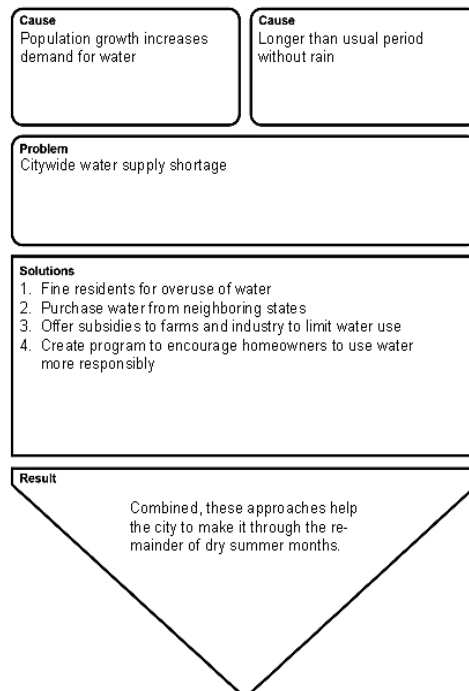 Cause
Population growth increases
demand for water
Cause
Longer than usual period
without rain
Problem
Citywide water supply shortage
Solutions
1. Fine residents for overuse of water
2. Purchase water from neighboring states
3. Offer subsidies to farms and industry to limit water use
4. Create program to encourage homeowners to use water
more responsibly
Result
Combined, these approaches help
the city to make it through the re-
mainder of dry summer months.